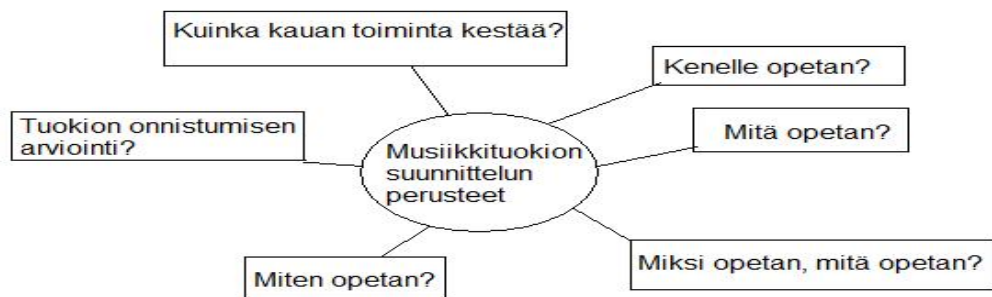 Kuinka kauan toiminta kestää?
Kenelle opetan?
Tuokion onnistumisen
arviointi?
Mitä opetan?
Musiikkituokion
suunnittelun
perusteet
Miksi opetan, mitä opetan?
Miten opetan?